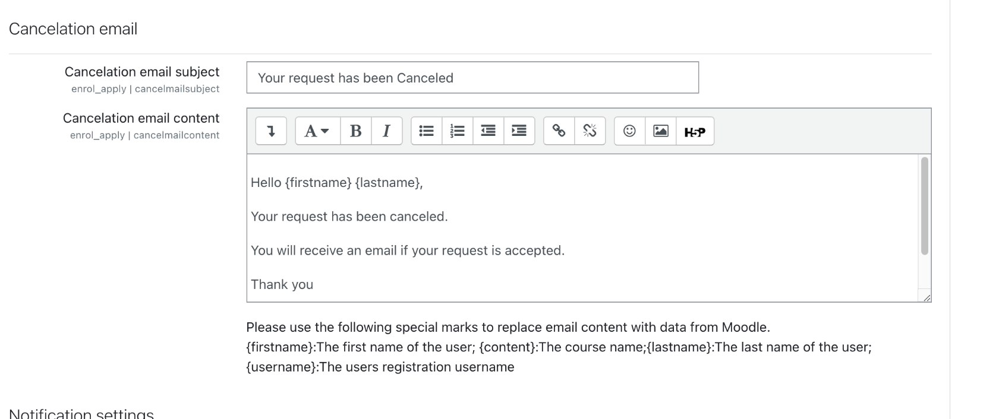 Cancelation email
Cancelation email subject
enrol_apply | cancelmailsubject
Your request has been Canceled
Cancelation email content
enrol_apply | cancelmailcontent
A B I H5P
Hello {firstname} {lastname},
Your request has been canceled.
You will receive an email if your request is accepted.
Thank you
Please use the following special marks to replace email content with data from Moodle.
{firstname}:The first name of the user; {content}:The course name;{lastname}:The last name of the user;
{username}:The users registration username
Notification settings